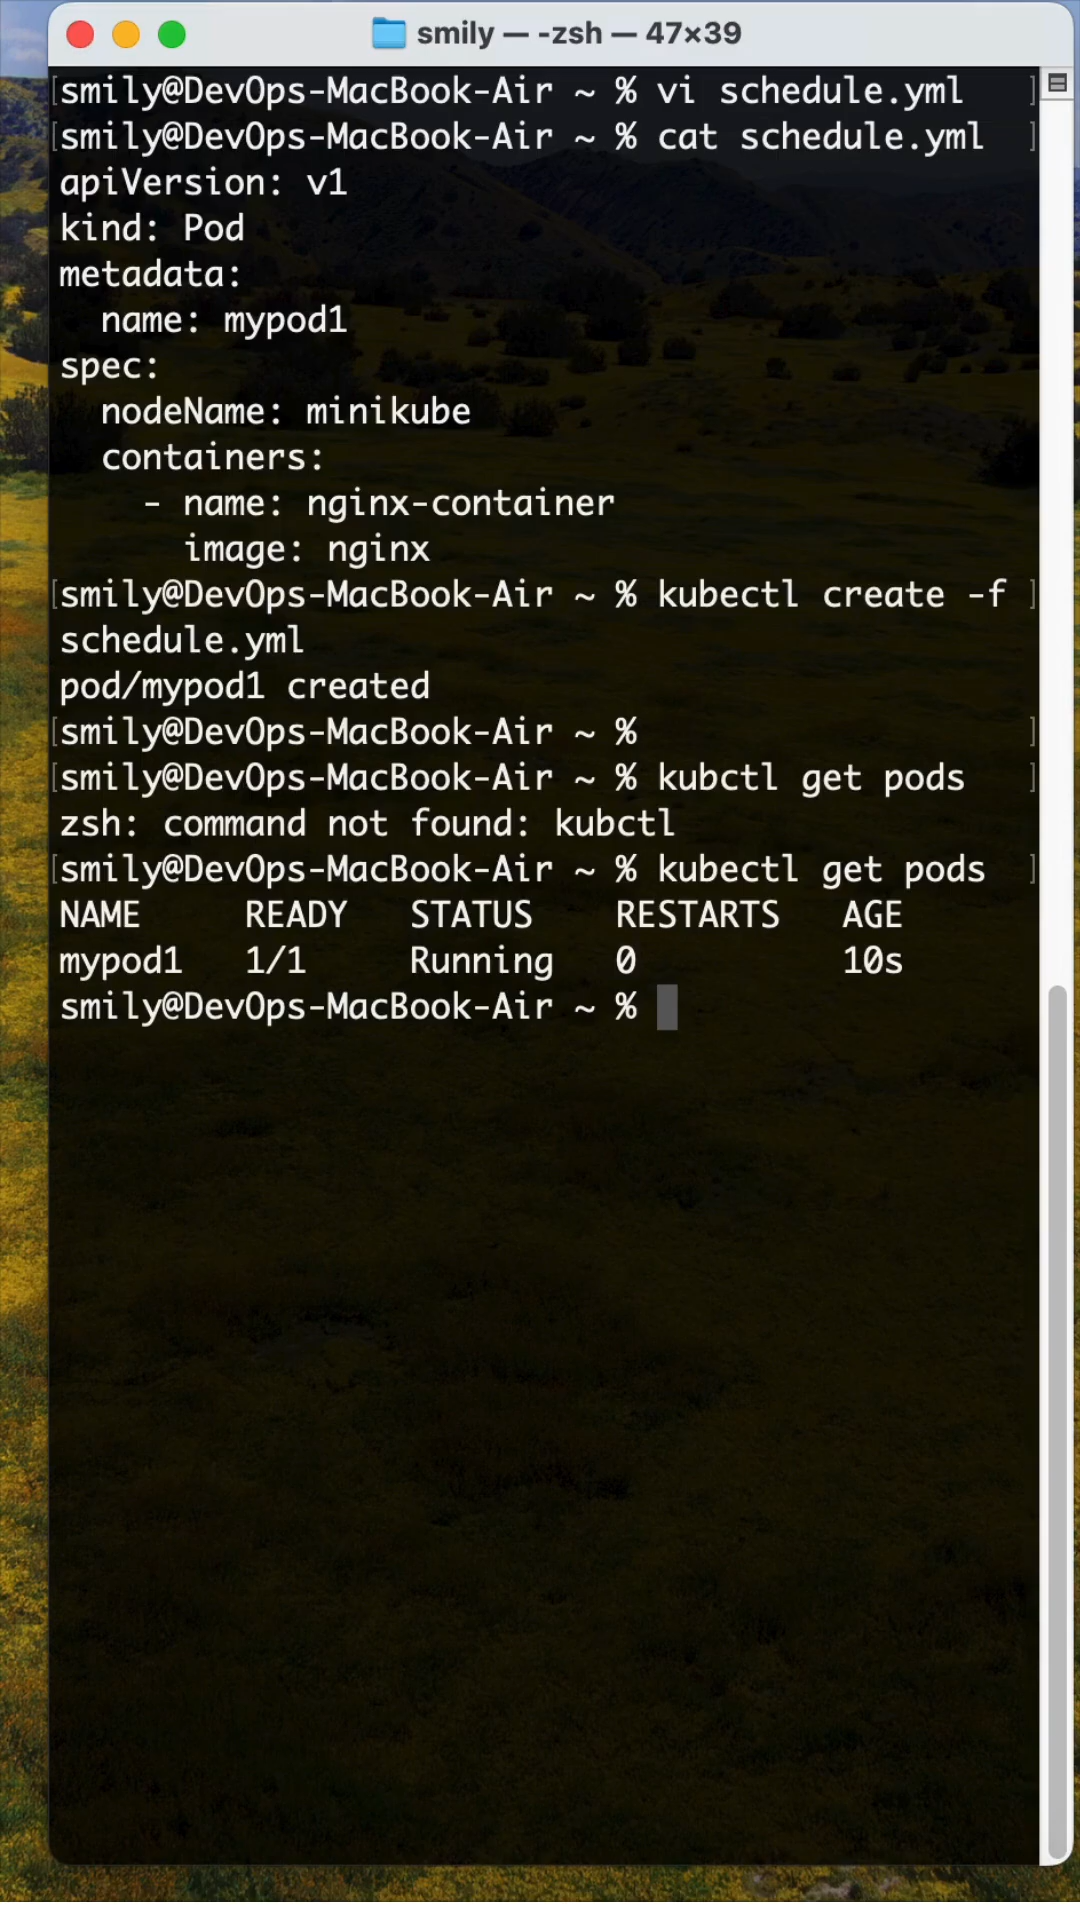 smily — -zsh — 47×39
smily@DevOps-MacBook-Air ~ % vi schedule.yml
smily@DevOps-MacBook-Air ~ % cat schedule.yml
apiVersion: v1
kind: Pod
metadata:
  name: mypod1
spec:
  nodeName: minikube
  containers:
    - name: nginx-container
      image: nginx
smily@DevOps-MacBook-Air ~ % kubectl create -f
schedule.yml
pod/mypod1 created
smily@DevOps-MacBook-Air ~ %
smily@DevOps-MacBook-Air ~ % kubctl get pods
zsh: command not found: kubctl
smily@DevOps-MacBook-Air ~ % kubectl get pods
NAME     READY   STATUS    RESTARTS   AGE
mypod1   1/1     Running   0          10s
smily@DevOps-MacBook-Air ~ %